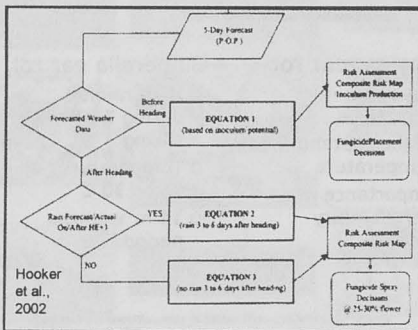 5-Day Forecast
(P.O.P)
Forecasted Weather
Data
Before
Heading
EQUATION 1
(based on inoculum potential)
Risk Assessment
Composite Risk Map
Inoculum Production
FungicidePlacement
Decisions
After Heading
Rain Forecast/Actual
On/After HE+3
YES
EQUATION 2
(rain 3 to 6 days after heading)
Risk Assessment
Composite Risk Map
NO
EQUATION 3
(no rain 3 to 6 days after heading)
Fungicide Spray
Decisions
@ 25-30% flower
Hooker
et al.,
2002